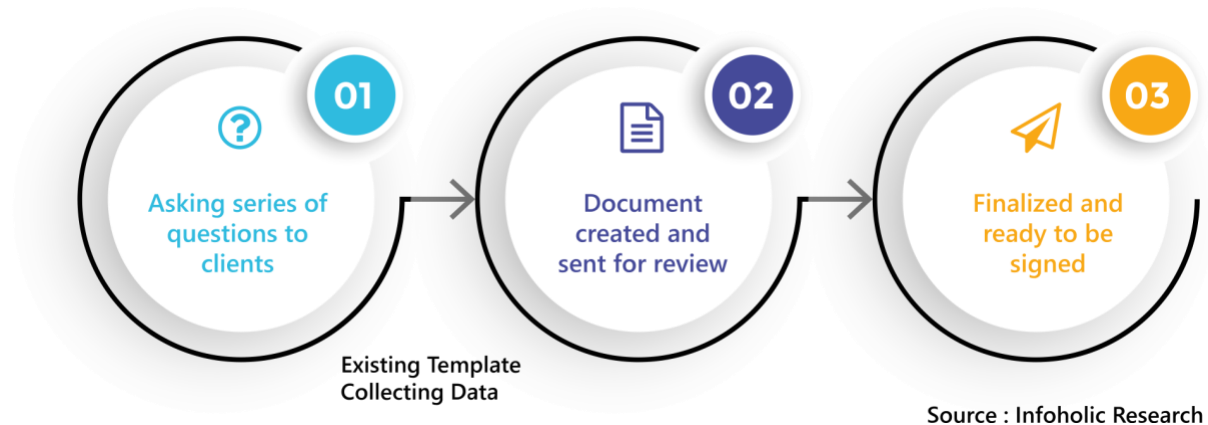 01
Asking series of
questions to
clients
Existing Template
Collecting Data
02
Document
created and
sent for review
03
Finalized and
ready to be
signed
Source : Infoholic Research